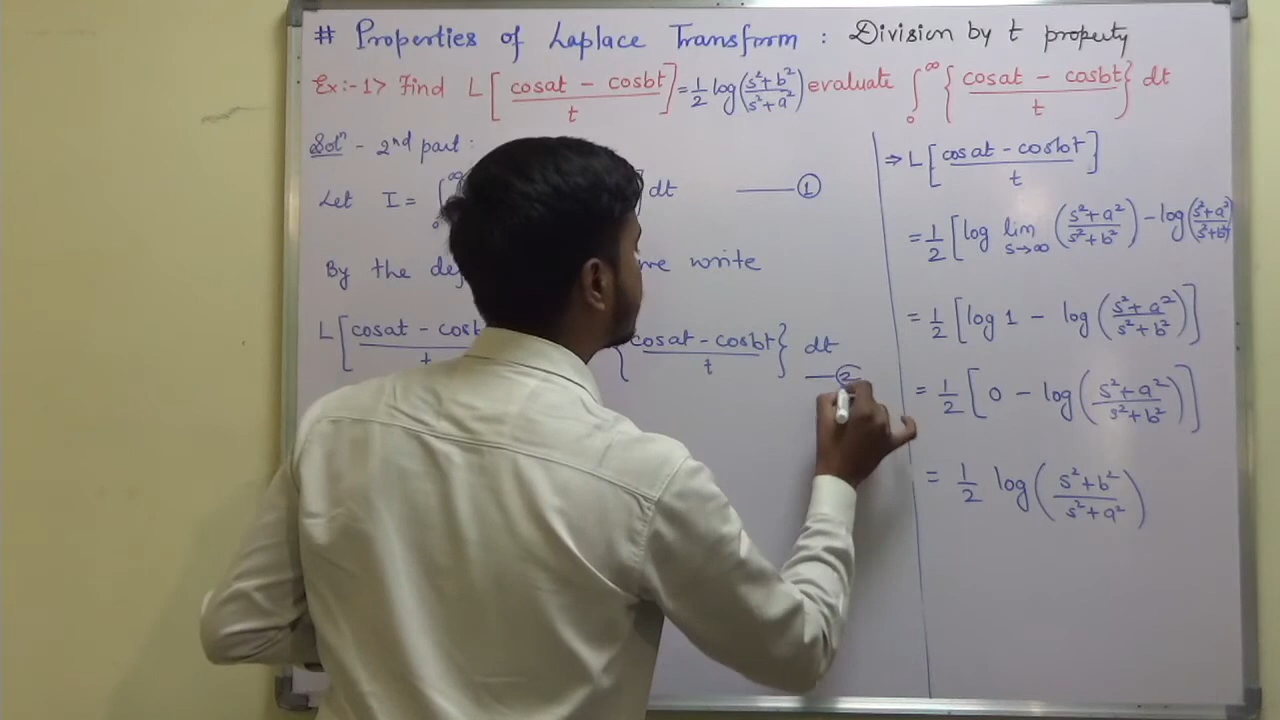 # Properties of Laplace Transform : Division by t property
Ex:-1> Find L[cosat - cosbt / t] = 1/2 log(s²+b² / s²+a²) evaluate ∫₀^∞ {cosat - cosbt / t} dt
Solⁿ - 2nd part :
Let I = ∫₀ dt —— ①
By the we write
L[cosat - cosbt / t {cosat - cosbt / t} dt
—②
⇒ L[cosat - cosbt / t]
= 1/2 [log lim s→∞ (s²+a² / s²+b²) - log(s²+a² / s²+b²)
= 1/2 [log 1 - log (s²+a² / s²+b²)]
= 1/2 [0 - log (s²+a² / s²+b²)]
= 1/2 log (s²+b² / s²+a²)